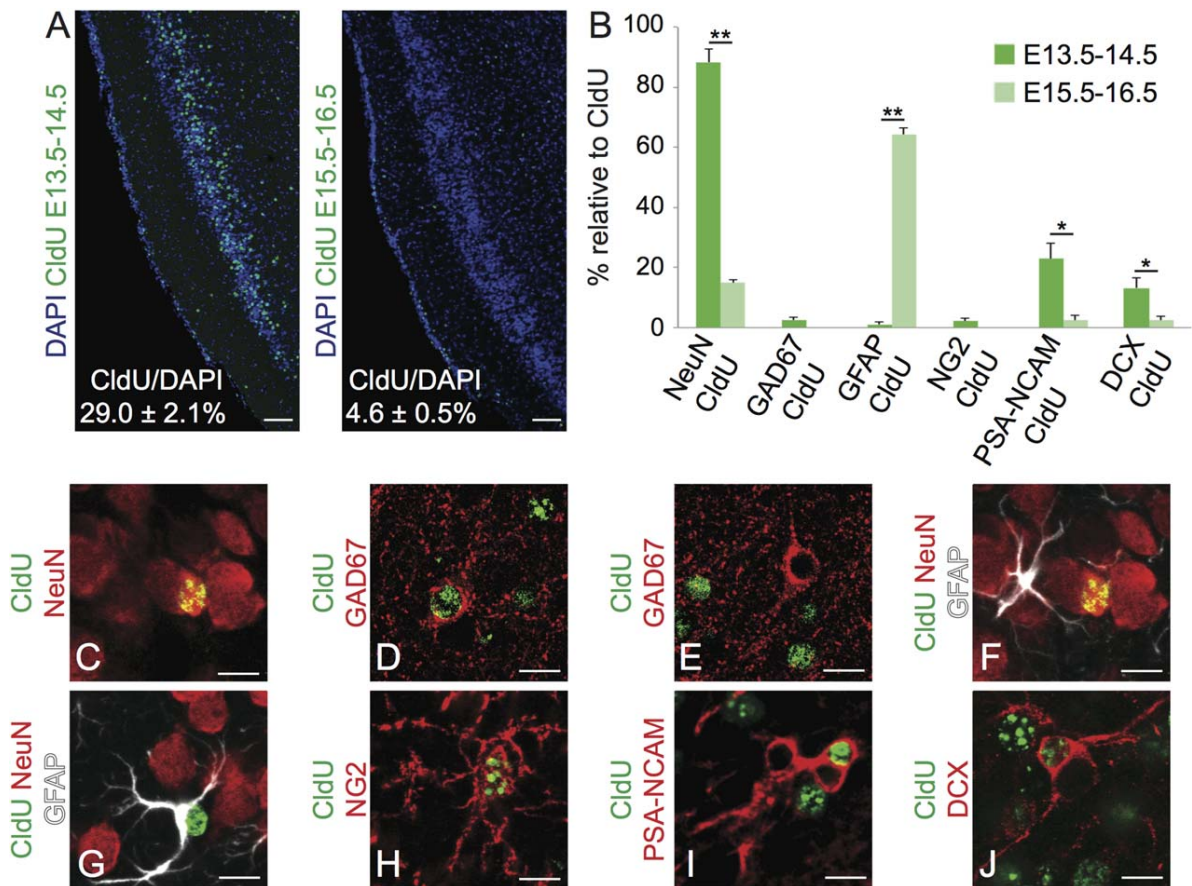 A
DAPI CldU E13.5-14.5
CldU/DAPI
29.0 ± 2.1%
DAPI CldU E15.5-16.5
CldU/DAPI
4.6 ± 0.5%
B
% relative to CldU
100
80
60
40
20
0
**
**
*
*
E13.5-14.5
E15.5-16.5
NeuN
CldU
GAD67
CldU
GFAP
CldU
NG2
CldU
PSA-NCAM
CldU
DCX
CldU
CldU
NeuN
C
CldU
GAD67
D
CldU
GAD67
E
CldU NeuN
GFAP
F
CldU NeuN
GFAP
G
CldU
NG2
H
CldU
PSA-NCAM
I
CldU
DCX
J